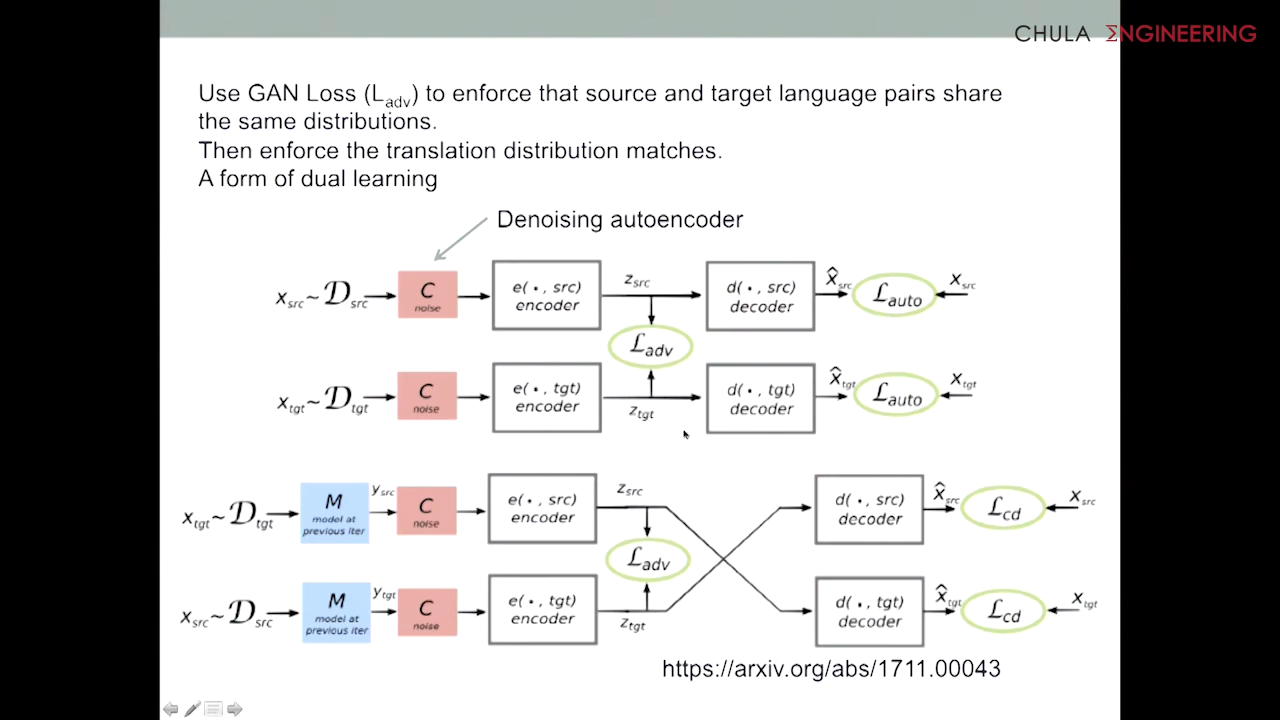 CHULA ΣNGINEERING
Use GAN Loss (Ladv) to enforce that source and target language pairs share
the same distributions.
Then enforce the translation distribution matches.
A form of dual learning
Denoising autoencoder
xsrc ~ Dsrc
C
noise
e(•, src)
encoder
zsrc
d(•, src)
decoder
x̂src
Lauto
xsrc
Ladv
xtgt ~ Dtgt
C
noise
e(•, tgt)
encoder
ztgt
d(•, tgt)
decoder
x̂tgt
Lauto
xtgt
xtgt ~ Dtgt
M
model at
previous iter
ysrc
C
noise
e(•, src)
encoder
zsrc
d(•, src)
decoder
x̂src
Lcd
xsrc
Ladv
xsrc ~ Dsrc
M
model at
previous iter
ytgt
C
noise
e(•, tgt)
encoder
ztgt
d(•, tgt)
decoder
x̂tgt
Lcd
xtgt
https://arxiv.org/abs/1711.00043